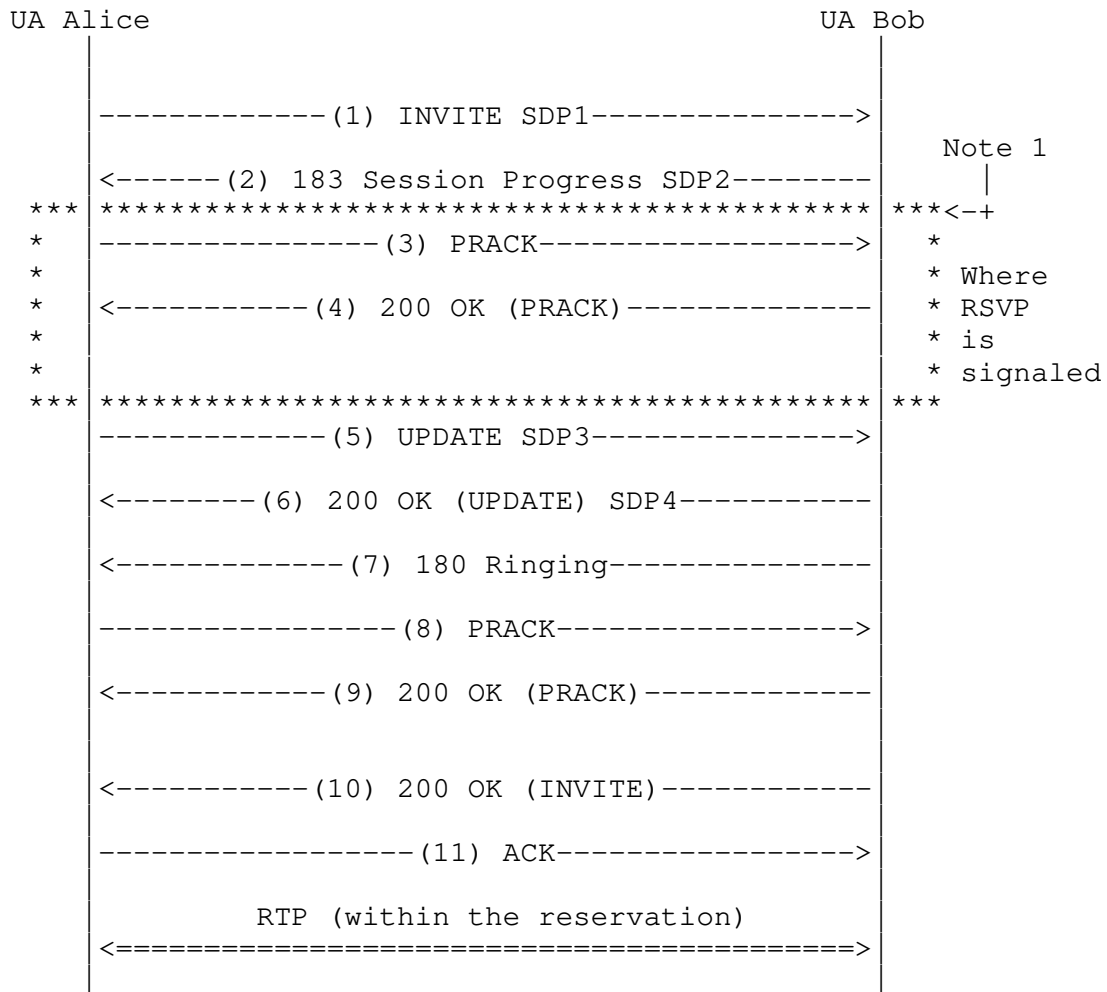 UA Alice UA Bob
-------------(1) INVITE SDP1--------------->
Note 1
<------(2) 183 Session Progress SDP2-------- |
*** ******************************************** ***<-+
* ----------------(3) PRACK------------------> *
* * Where
* <-----------(4) 200 OK (PRACK)-------------- * RSVP
* * is
* * signaled
*** ******************************************** ***
-------------(5) UPDATE SDP3--------------->
<--------(6) 200 OK (UPDATE) SDP4-----------
<-------------(7) 180 Ringing---------------
-----------------(8) PRACK----------------->
<------------(9) 200 OK (PRACK)-------------
<-----------(10) 200 OK (INVITE)------------
------------------(11) ACK----------------->
RTP (within the reservation)
<==========================================>